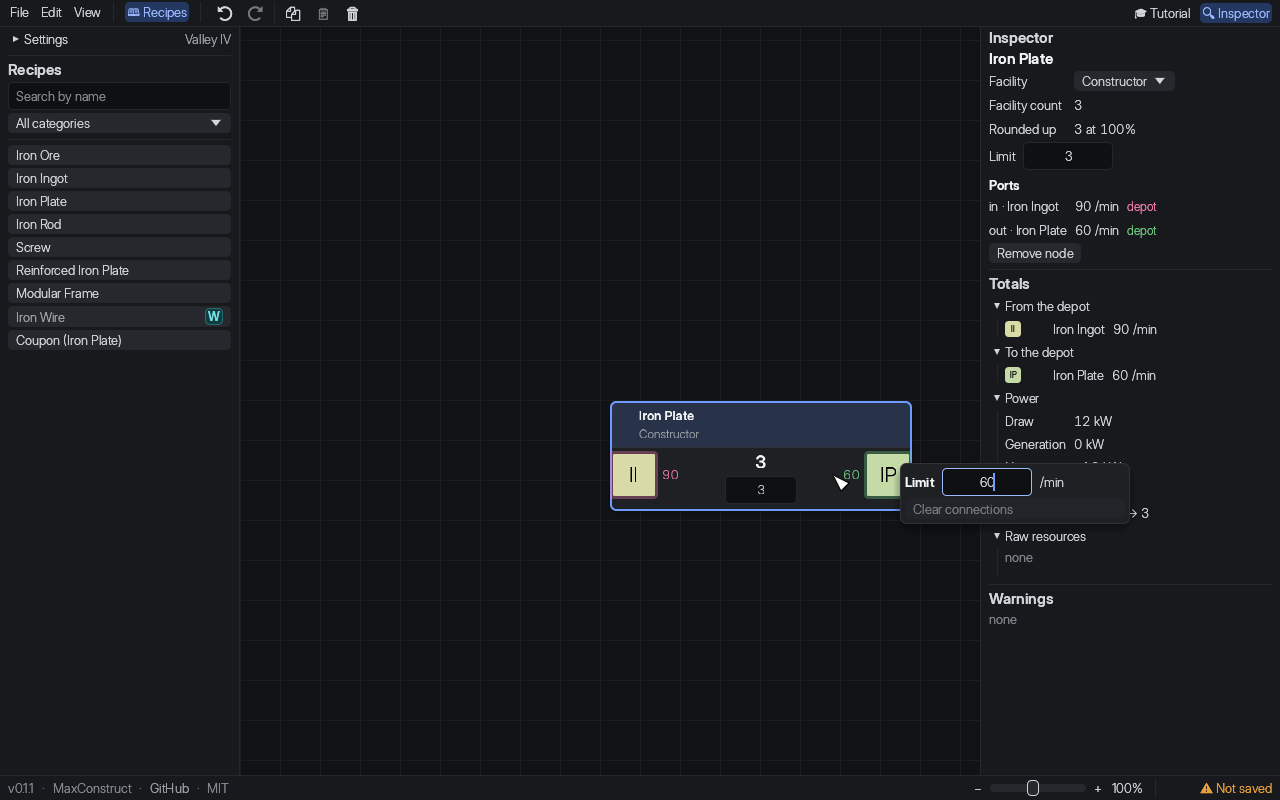 File Edit View Recipes Tutorial Inspector
Settings Valley IV
Recipes
Search by name
All categories
Iron Ore
Iron Ingot
Iron Plate
Iron Rod
Screw
Reinforced Iron Plate
Modular Frame
Iron Wire W
Coupon (Iron Plate)
Iron Plate
Constructor
II 90 3 60 IP
3
Limit 60 /min
Clear connections
Inspector
Iron Plate
Facility Constructor
Facility count 3
Rounded up 3 at 100%
Limit 3
Ports
in · Iron Ingot 90 /min depot
out · Iron Plate 60 /min depot
Remove node
Totals
From the depot
II Iron Ingot 90 /min
To the depot
IP Iron Plate 60 /min
Power
Draw 12 kW
Generation 0 kW
→ 3
Raw resources
none
Warnings
none
v0.1.1 · MaxConstruct · GitHub · MIT
− + 100% Not saved